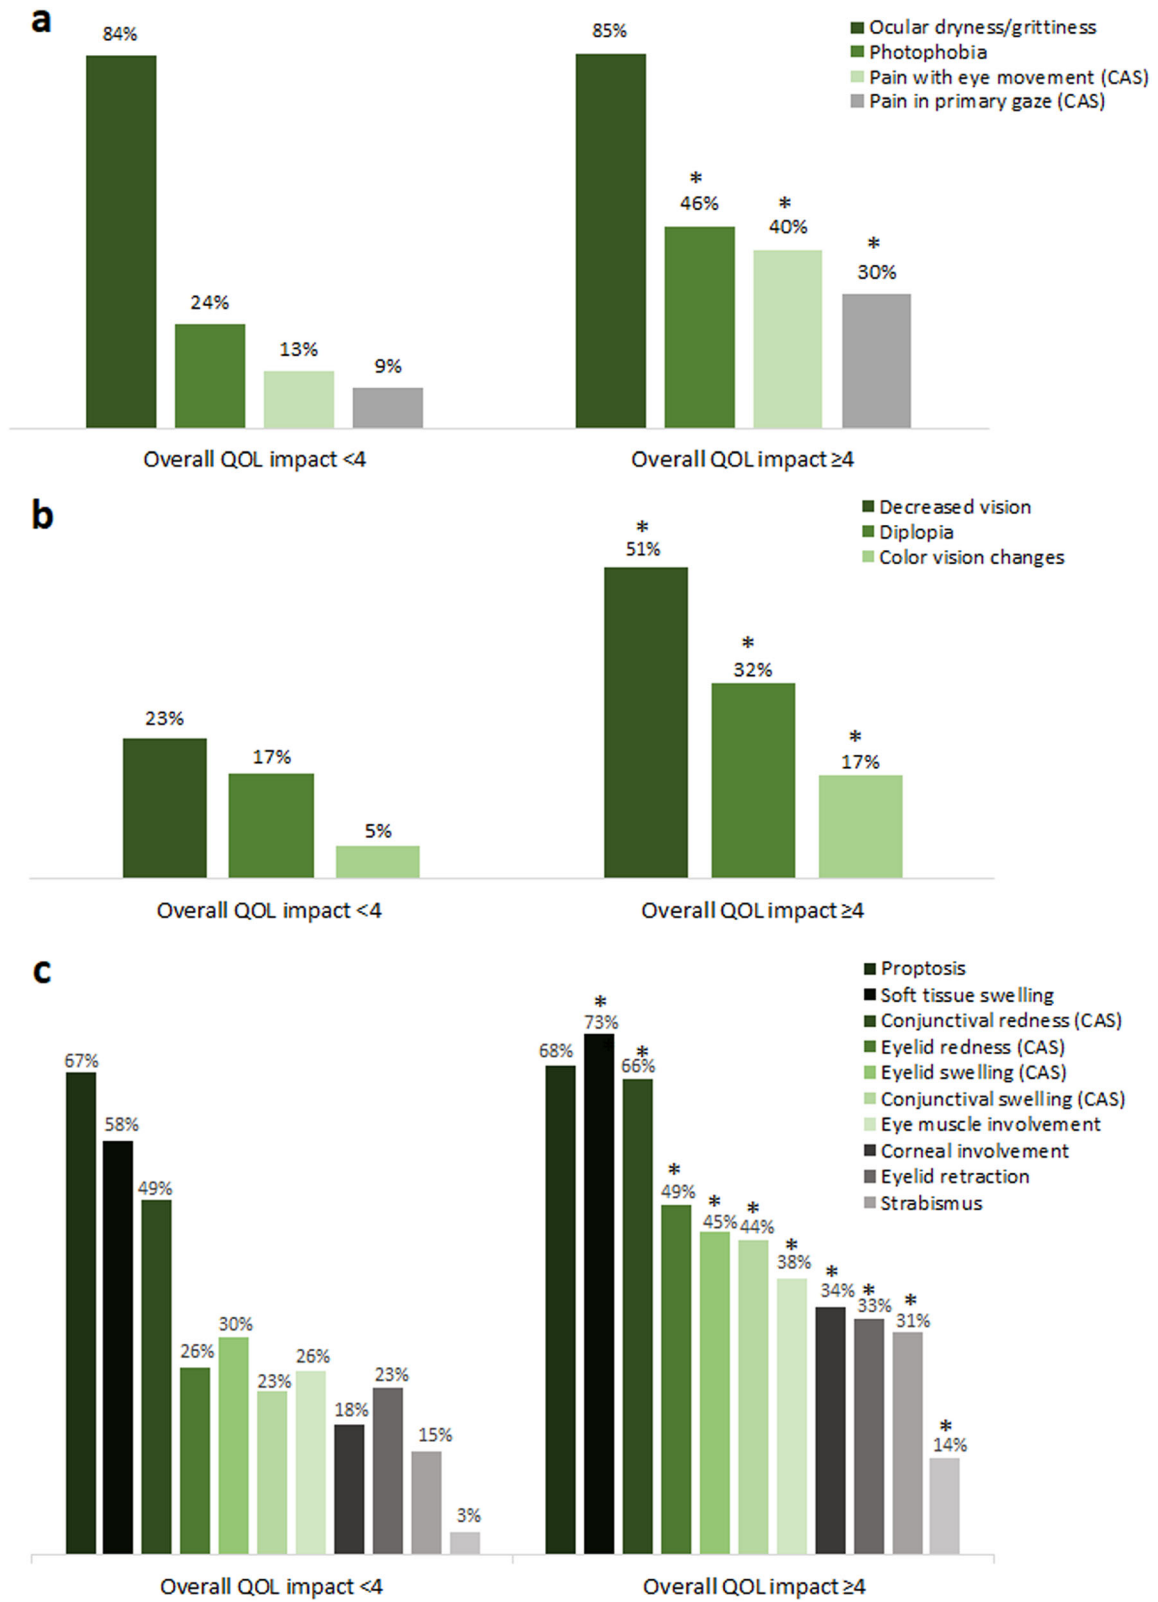 a
84%
24%
13%
9%
85%
*
46%
*
40%
*
30%
Ocular dryness/grittiness
Photophobia
Pain with eye movement (CAS)
Pain in primary gaze (CAS)
Overall QOL impact <4
Overall QOL impact ≥4
b
23%
17%
5%
*
51%
*
32%
*
17%
Decreased vision
Diplopia
Color vision changes
Overall QOL impact <4
Overall QOL impact ≥4
c
67%
58%
49%
26%
30%
23%
26%
18%
23%
15%
3%
68%
*
73%
*
66%
*
49%
*
45%
*
44%
*
38%
*
34%
*
33%
*
31%
*
14%
Proptosis
Soft tissue swelling
Conjunctival redness (CAS)
Eyelid redness (CAS)
Eyelid swelling (CAS)
Conjunctival swelling (CAS)
Eye muscle involvement
Corneal involvement
Eyelid retraction
Strabismus
Overall QOL impact <4
Overall QOL impact ≥4